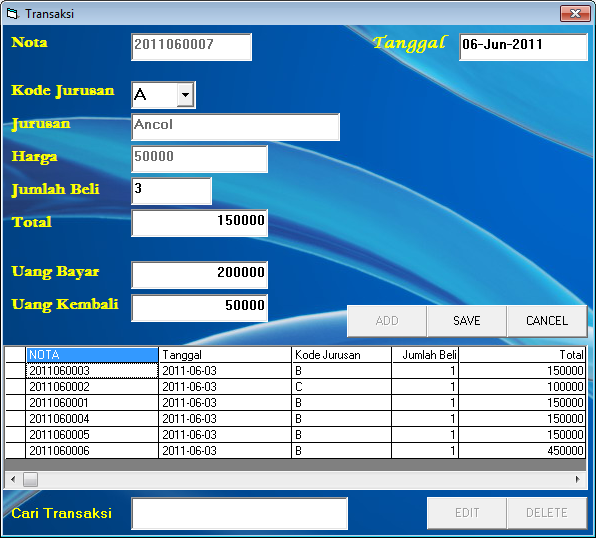 Transaksi
Nota 2011060007 Tanggal 06-Jun-2011
Kode Jurusan A
Jurusan Ancol
Harga 50000
Jumlah Beli 3
Total 150000
Uang Bayar 200000
Uang Kembali 50000
ADD SAVE CANCEL
NOTA Tanggal Kode Jurusan Jumlah Beli Total
2011060003 2011-06-03 B 1 150000
2011060002 2011-06-03 C 1 100000
2011060001 2011-06-03 B 1 150000
2011060004 2011-06-03 B 1 150000
2011060005 2011-06-03 B 1 150000
2011060006 2011-06-03 B 1 450000
Cari Transaksi EDIT DELETE